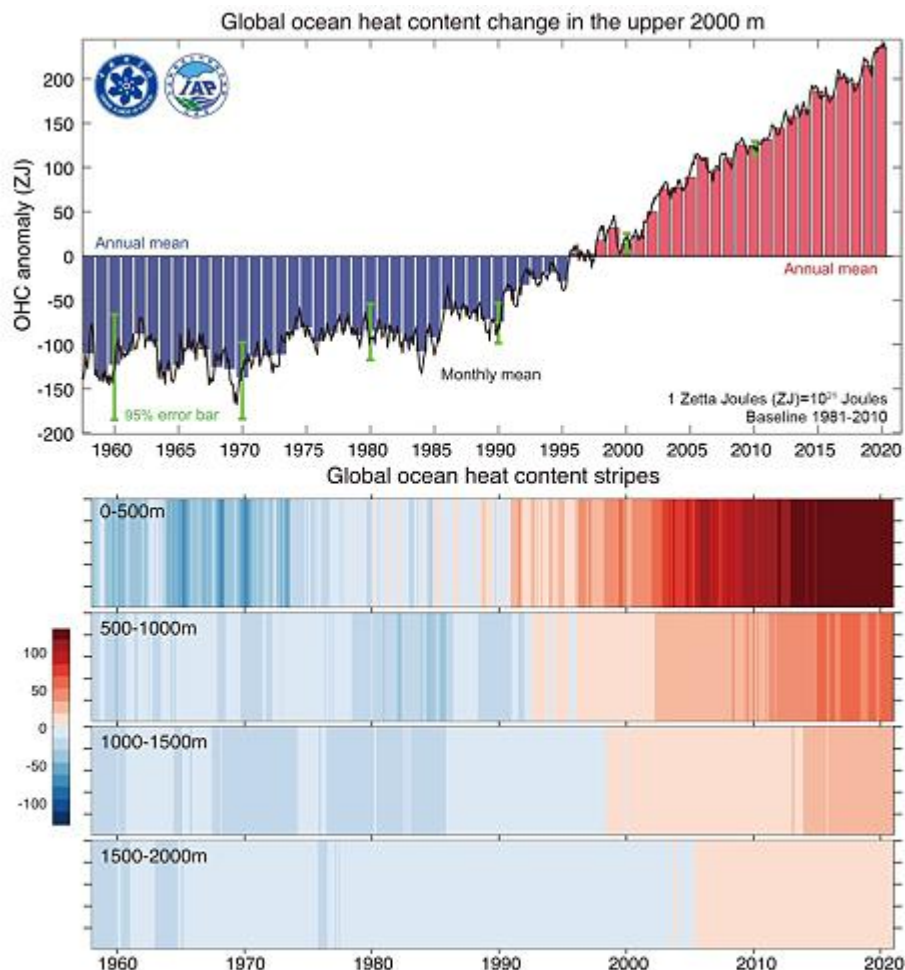 Global ocean heat content change in the upper 2000 m
200
150
100
50
0
-50
-100
-150
-200
OHC anomaly (ZJ)
IAP
Annual mean
Annual mean
Monthly mean
95% error bar
1 Zetta Joules (ZJ)=10²¹ Joules
Baseline 1981-2010
1960 1965 1970 1975 1980 1985 1990 1995 2000 2005 2010 2015 2020
Global ocean heat content stripes
0-500m
500-1000m
1000-1500m
1500-2000m
100
50
0
-50
-100
1960 1970 1980 1990 2000 2010 2020